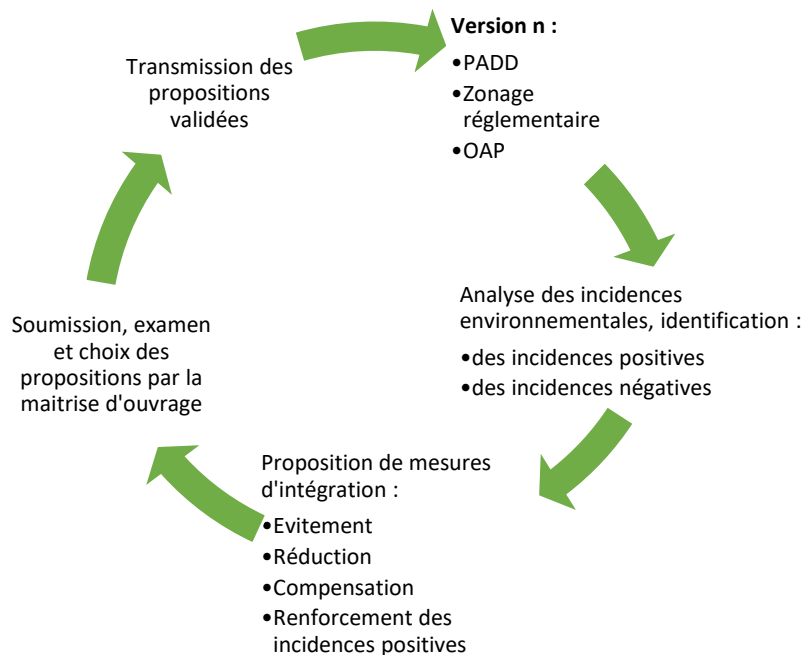 Version n :
•PADD
•Zonage
réglementaire
•OAP
Analyse des incidences
environnementales, identification :
•des incidences positives
•des incidences négatives
Proposition de mesures
d'intégration :
•Evitement
•Réduction
•Compensation
•Renforcement des
incidences positives
Soumission, examen
et choix des
propositions par la
maitrise d'ouvrage
Transmission des
propositions
validées